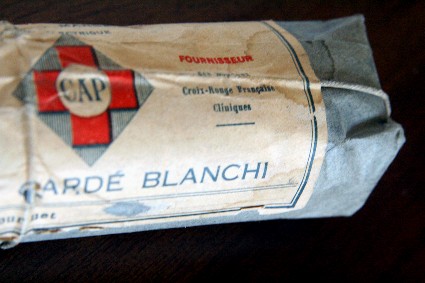 CAP
FOURNISSEUR
Croix-Rouge Française
Cliniques
CARDÉ BLANCHI